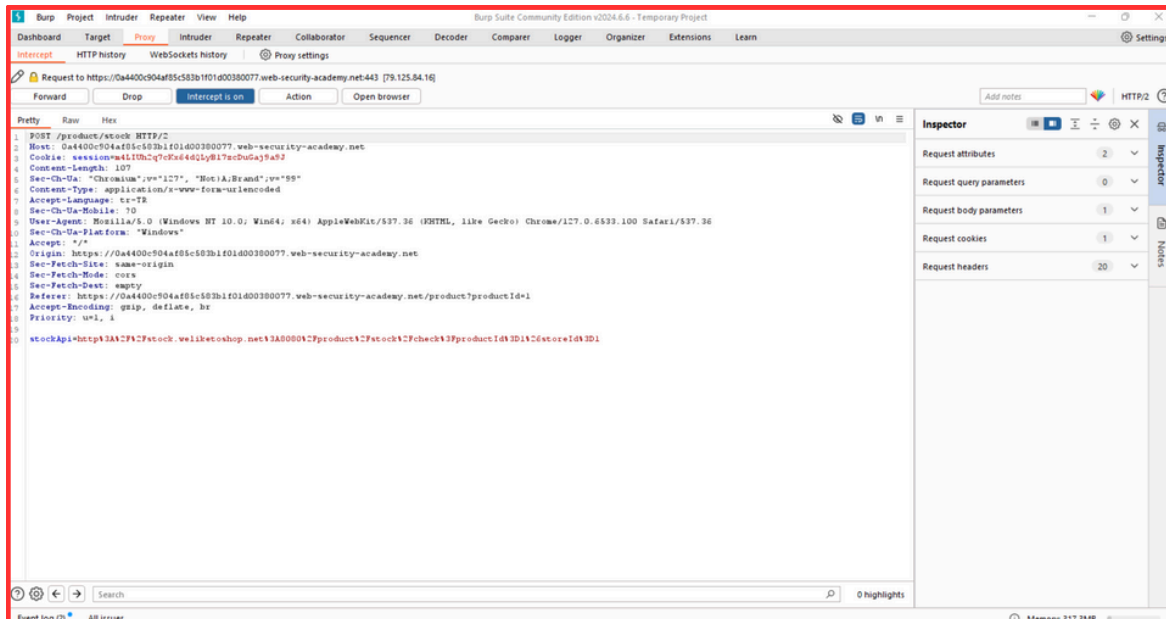 Burp Project Intruder Repeater View Help Burp Suite Community Edition v2024.6.6 - Temporary Project
Dashboard Target Proxy Intruder Repeater Collaborator Sequencer Decoder Comparer Logger Organizer Extensions Learn Settings
Intercept HTTP history WebSockets history Proxy settings
Request to https://0a4400c904af85c583b1f01d00380077.web-security-academy.net:443 [79.125.84.16]
Forward Drop Intercept is on Action Open browser Add notes HTTP/2
Pretty Raw Hex
Inspector
1 POST /product/stock HTTP/2
2 Host: 0a4400c904af85c583b1f01d00380077.web-security-academy.net
3 Cookie:
4 Content-Length: 107
5 Sec-Ch-Ua: "Chromium";v="127", "Not)A;Brand";v="99"
6 Content-Type: application/x-www-form-urlencoded
7 Accept-Language: tr-TR
8 Sec-Ch-Ua-Mobile: ?0
9 User-Agent: Mozilla/5.0 (Windows NT 10.0; Win64; x64) AppleWebKit/537.36 (KHTML, like Gecko) Chrome/127.0.6533.100 Safari/537.36
10 Sec-Ch-Ua-Platform: "Windows"
11 Accept: */*
12 Origin: https://0a4400c904af85c583b1f01d00380077.web-security-academy.net
13 Sec-Fetch-Site: same-origin
14 Sec-Fetch-Mode: cors
15 Sec-Fetch-Dest: empty
16 Referer: https://0a4400c904af85c583b1f01d00380077.web-security-academy.net/product?productId=1
17 Accept-Encoding: gzip, deflate, br
18 Priority: u=1, i
19
20 stockApi=http%3A%2F%2Fstock.weliketoshop.net%3A8080%2Fproduct%2Fstock%2Fcheck%3FproductId%3D1%26storeId%3D1
Request attributes 2
Request query parameters 0
Request body parameters 1
Request cookies 1
Request headers 20
Inspector
Notes
Search 0 highlights
Event log (2) All issues Memory: 317.3MB